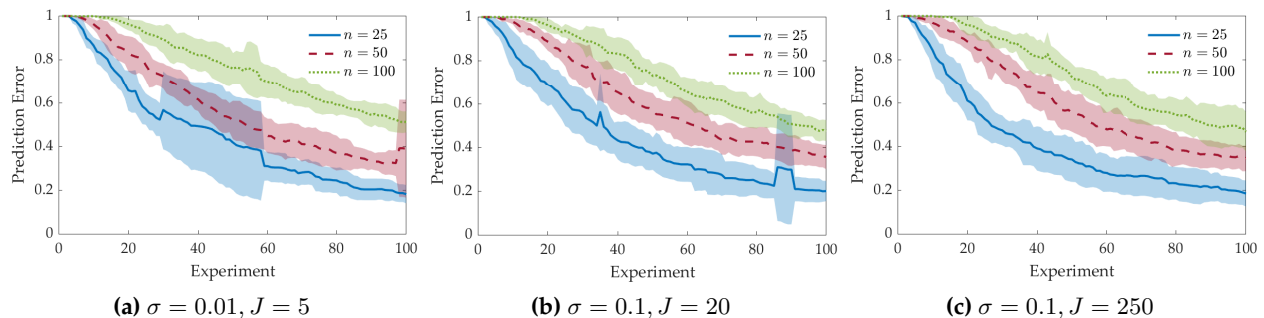 1
0.8
0.6
0.4
0.2
0
Prediction Error
0 20 40 60 80 100
Experiment
n = 25
n = 50
n = 100
(a) σ = 0.01, J = 5
1
0.8
0.6
0.4
0.2
0
Prediction Error
0 20 40 60 80 100
Experiment
n = 25
n = 50
n = 100
(b) σ = 0.1, J = 20
1
0.8
0.6
0.4
0.2
0
Prediction Error
0 20 40 60 80 100
Experiment
n = 25
n = 50
n = 100
(c) σ = 0.1, J = 250